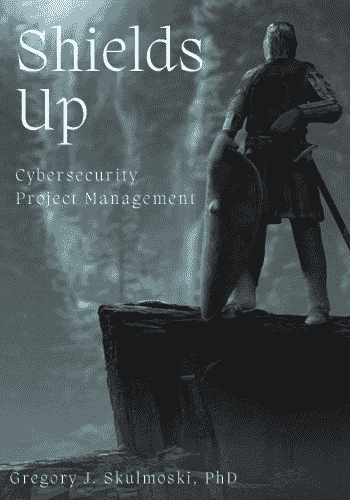 Shields
Up
Cybersecurity
Project Management
Gregory J. Skulmoski, PhD